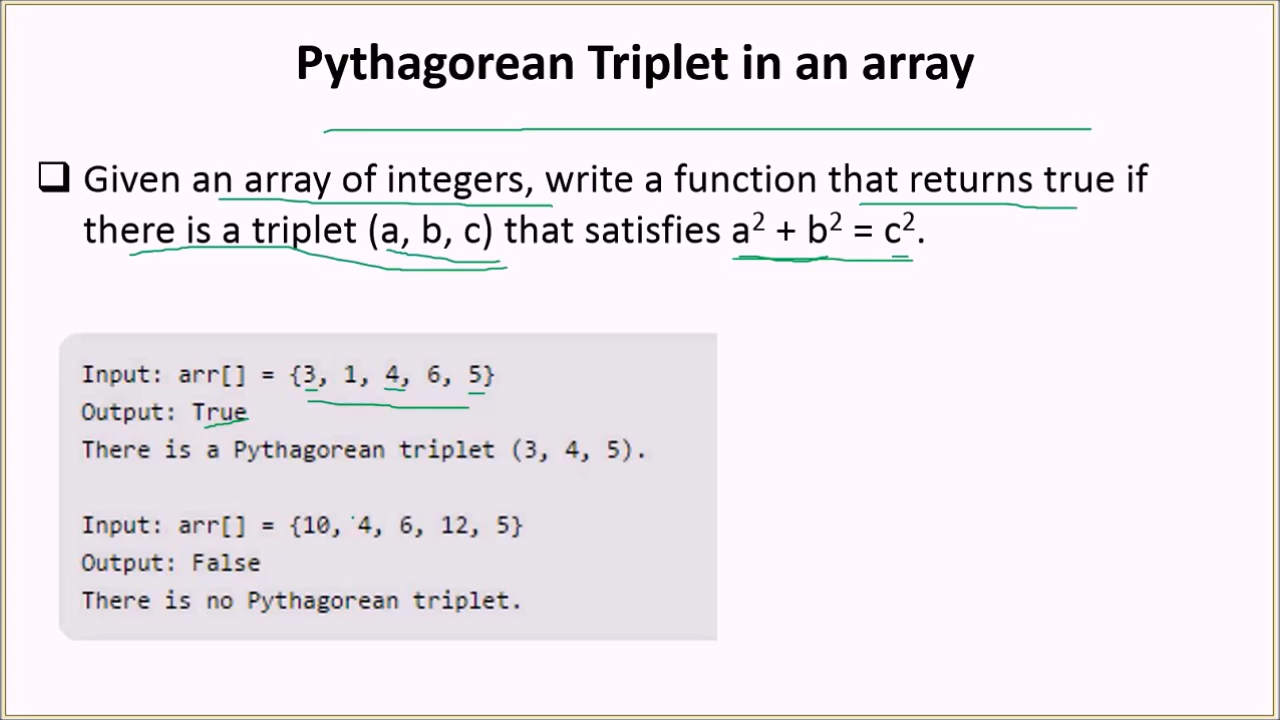 Pythagorean Triplet in an array
Given an array of integers, write a function that returns true if
there is a triplet (a, b, c) that satisfies a² + b² = c².
Input: arr[] = {3, 1, 4, 6, 5}
Output: True
There is a Pythagorean triplet (3, 4, 5).
Input: arr[] = {10, 4, 6, 12, 5}
Output: False
There is no Pythagorean triplet.